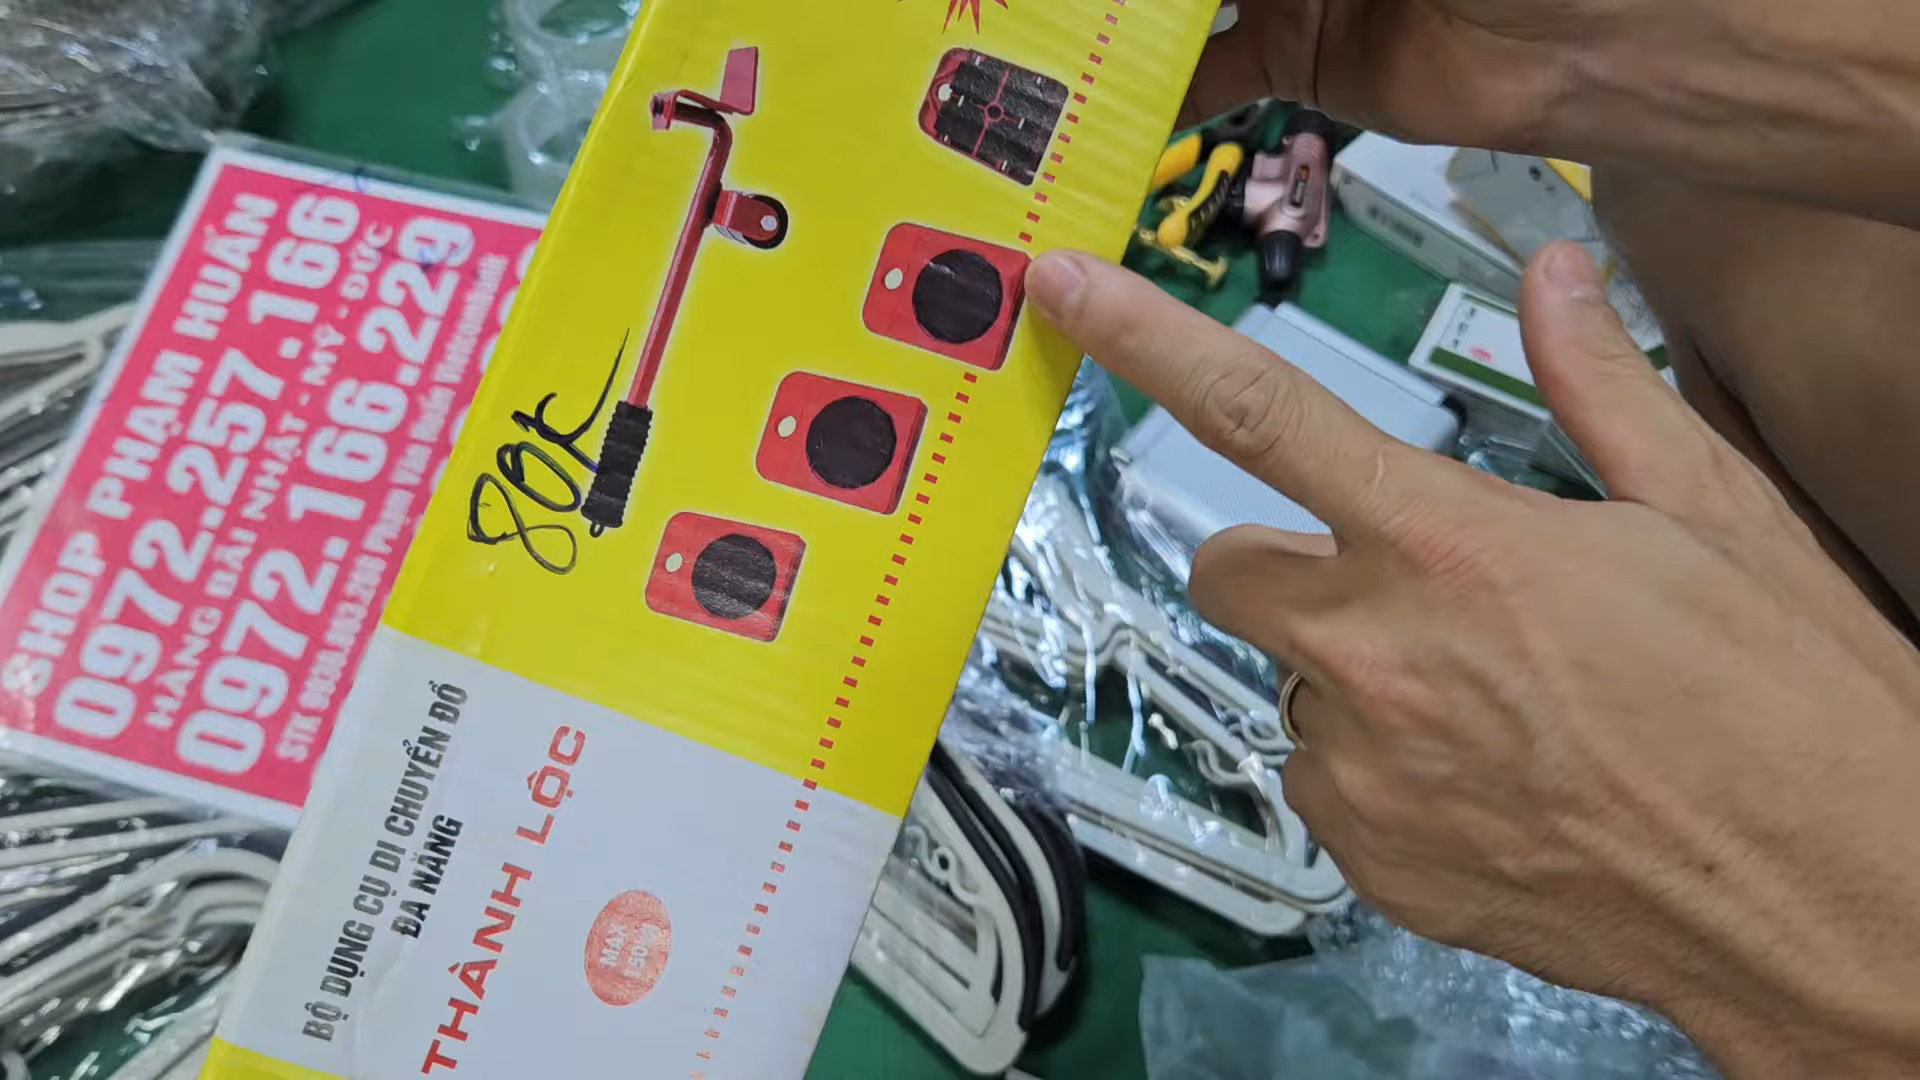 SHOP PHẠM HUẤN
0972.257.166
HÀNG BÃI NHẬT - MỸ - ĐỨC
0972.166.229
80K
BỘ DỤNG CỤ DI CHUYỂN ĐỒ
ĐA NĂNG
THÀNH LỘC
MAX